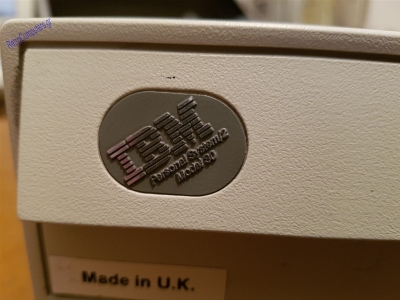 IBM
Personal System/2
Model 30
Made in U.K.